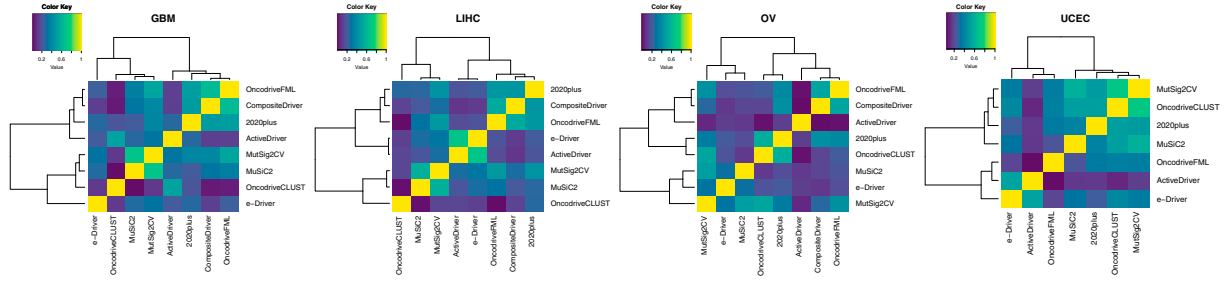 Color Key
0.2 0.6 1
Value
GBM
OncodriveFML
CompositeDriver
2020plus
ActiveDriver
MutSig2CV
MuSiC2
OncodriveCLUST
e-Driver
e-Driver
OncodriveCLUST
MuSiC2
MutSig2CV
ActiveDriver
2020plus
CompositeDriver
OncodriveFML
Color Key
0.2 0.6 1
Value
LIHC
2020plus
CompositeDriver
OncodriveFML
e-Driver
ActiveDriver
MutSig2CV
MuSiC2
OncodriveCLUST
OncodriveCLUST
MuSiC2
MutSig2CV
ActiveDriver
e-Driver
OncodriveFML
CompositeDriver
2020plus
Color Key
0.2 0.6 1
Value
OV
OncodriveFML
CompositeDriver
ActiveDriver
2020plus
OncodriveCLUST
MuSiC2
e-Driver
MutSig2CV
MutSig2CV
e-Driver
MuSiC2
OncodriveCLUST
2020plus
ActiveDriver
CompositeDriver
OncodriveFML
Color Key
0.2 0.6 1
Value
UCEC
MutSig2CV
OncodriveCLUST
2020plus
MuSiC2
OncodriveFML
ActiveDriver
e-Driver
e-Driver
ActiveDriver
OncodriveFML
MuSiC2
2020plus
OncodriveCLUST
MutSig2CV